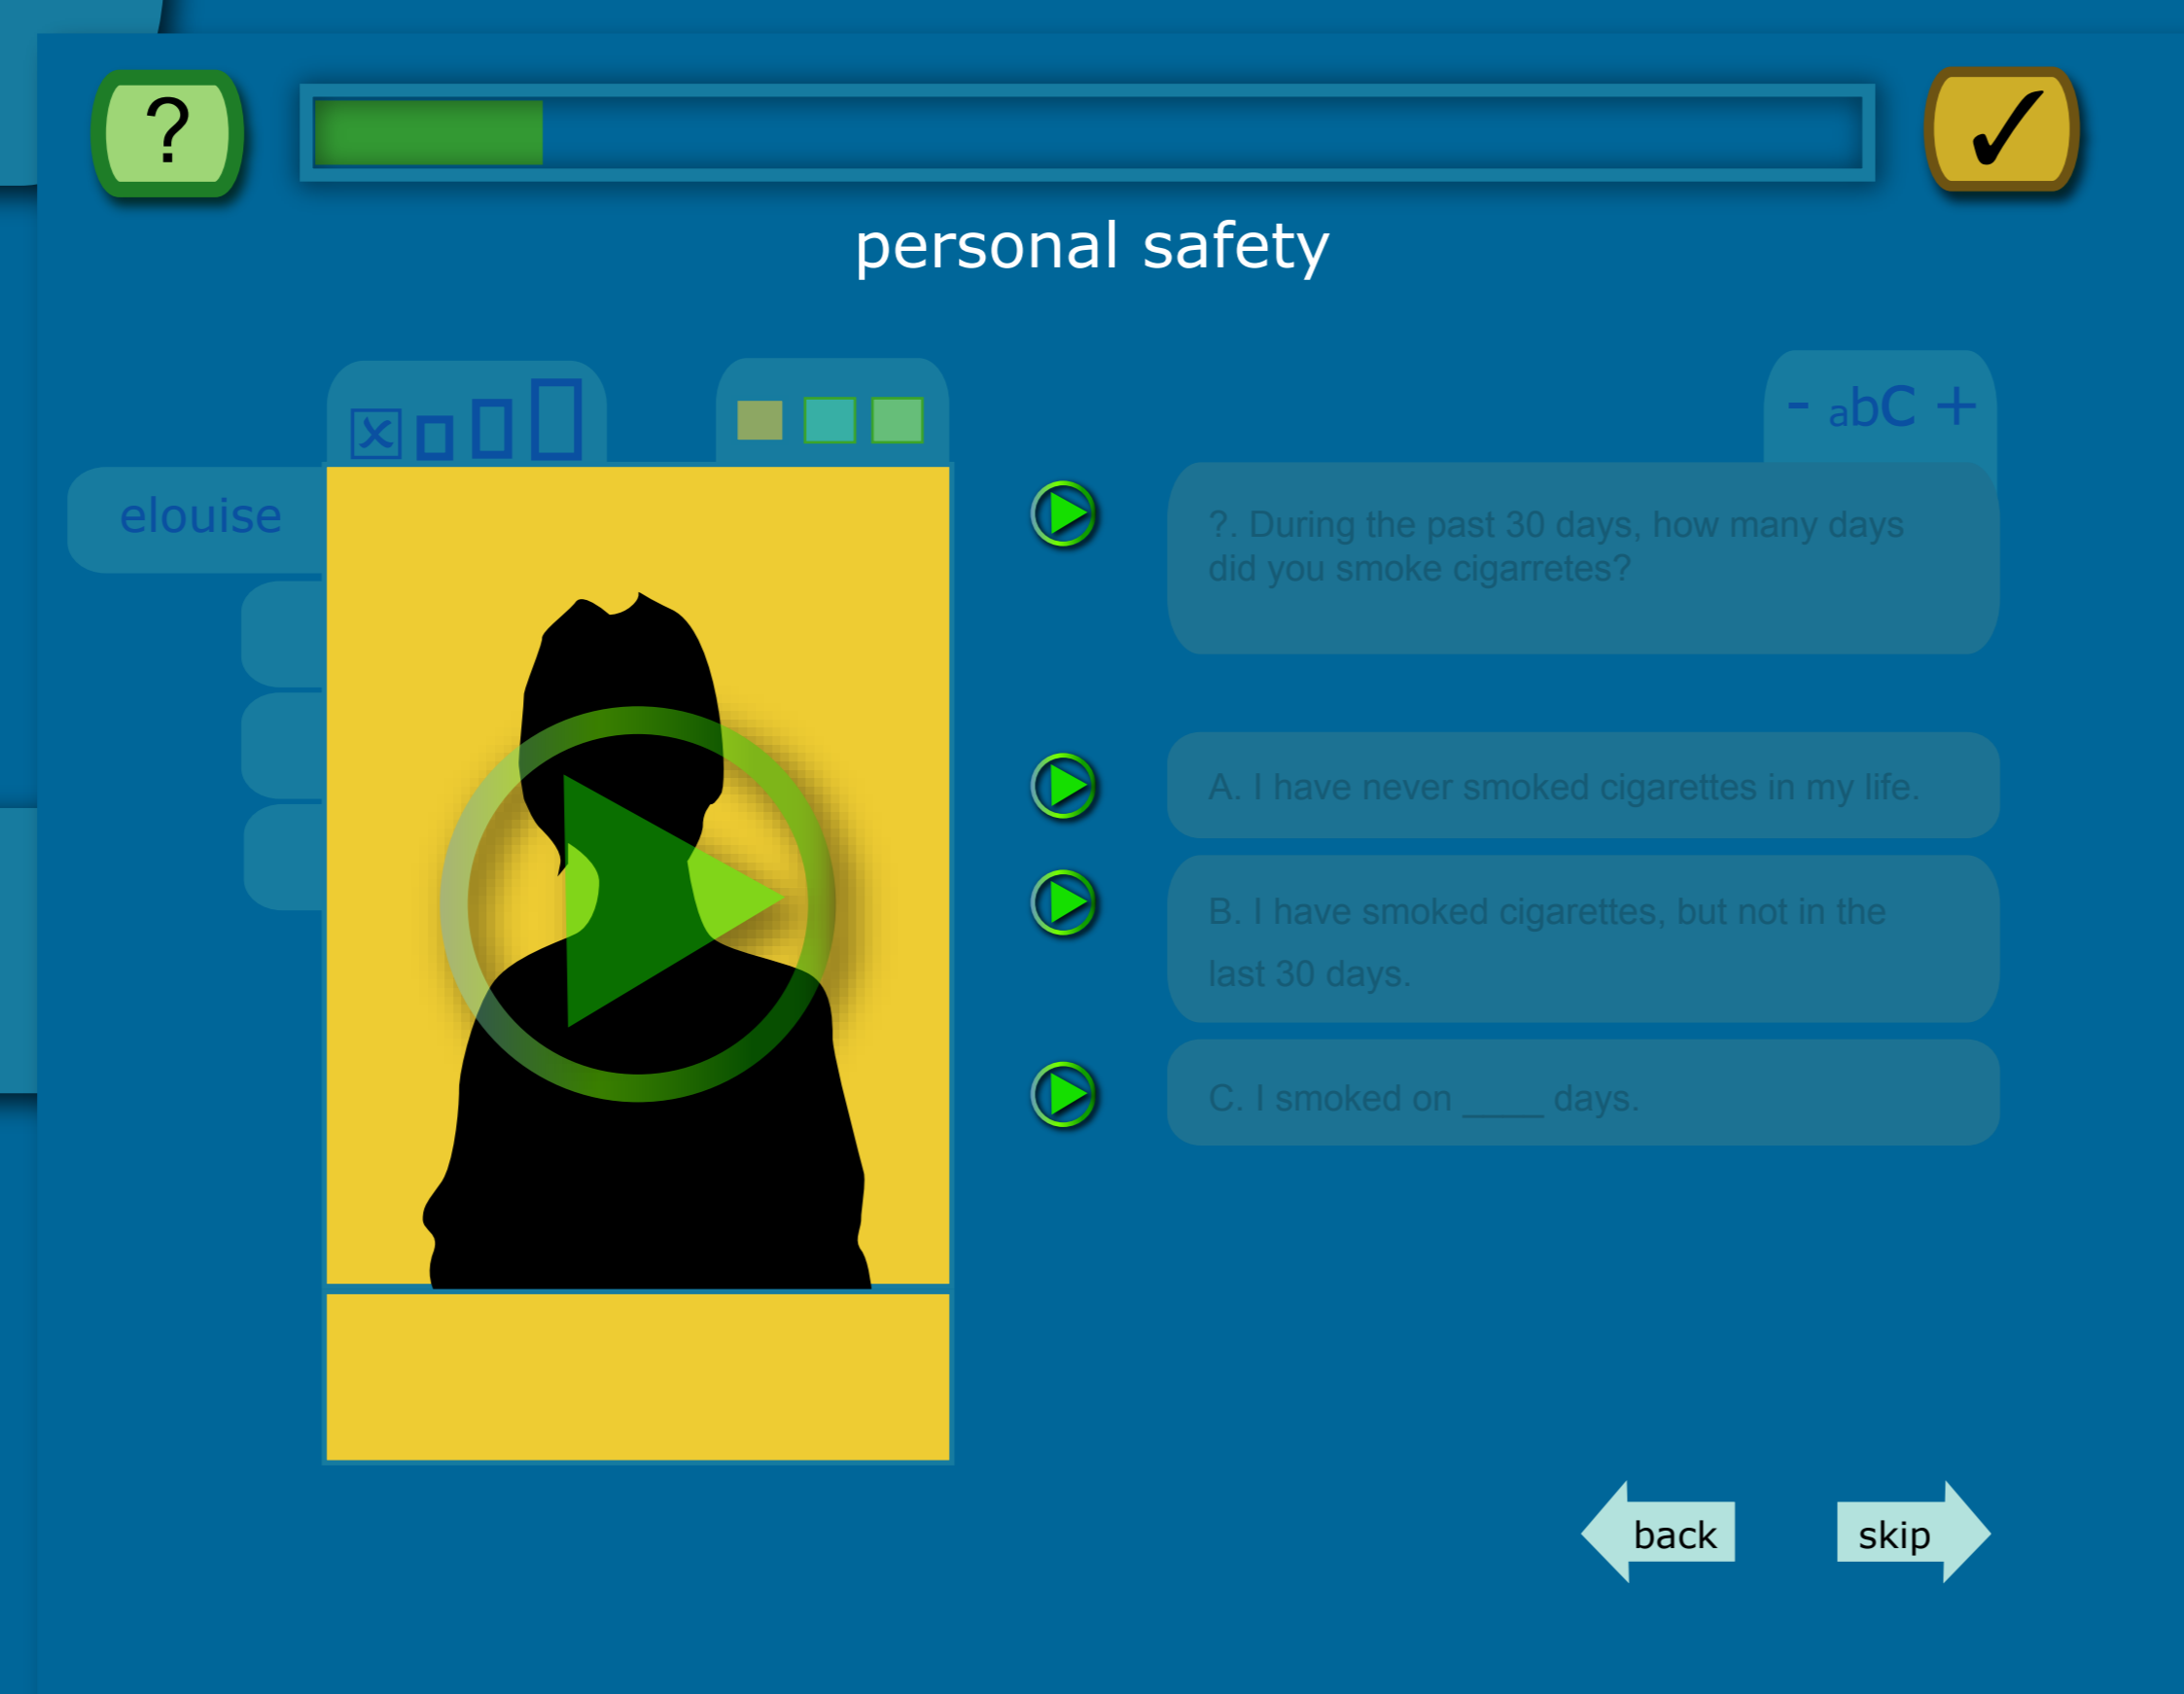 ?
✓
personal safety
- abC +
elouise
?. During the past 30 days, how many days
did you smoke cigarretes?
A. I have never smoked cigarettes in my life.
B. I have smoked cigarettes, but not in the
last 30 days.
C. I smoked on ____ days.
back
skip